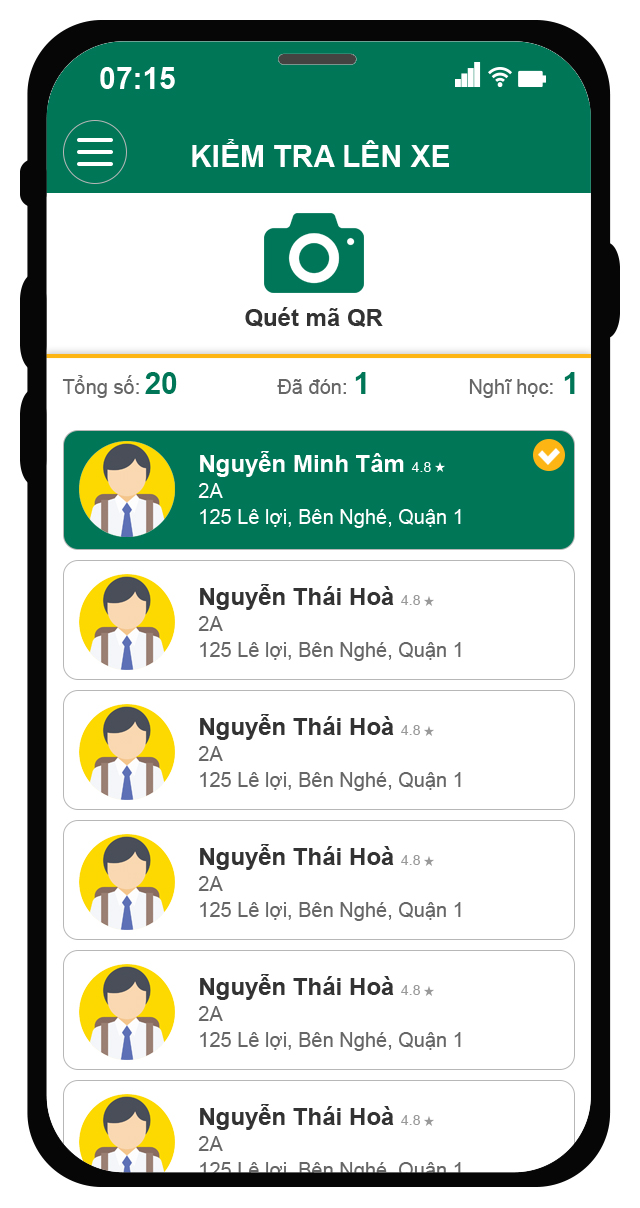 07:15
KIỂM TRA LÊN XE
Quét mã QR
Tổng số: 20 Đã đón: 1 Nghĩ học: 1
Nguyễn Minh Tâm 4.8 ★
2A
125 Lê lợi, Bên Nghé, Quận 1
Nguyễn Thái Hoà 4.8 ★
2A
125 Lê lợi, Bên Nghé, Quận 1
Nguyễn Thái Hoà 4.8 ★
2A
125 Lê lợi, Bên Nghé, Quận 1
Nguyễn Thái Hoà 4.8 ★
2A
125 Lê lợi, Bên Nghé, Quận 1
Nguyễn Thái Hoà 4.8 ★
2A
125 Lê lợi, Bên Nghé, Quận 1
Nguyễn Thái Hoà 4.8 ★
2A
125 Lê lợi, Bên Nghé, Quận 1